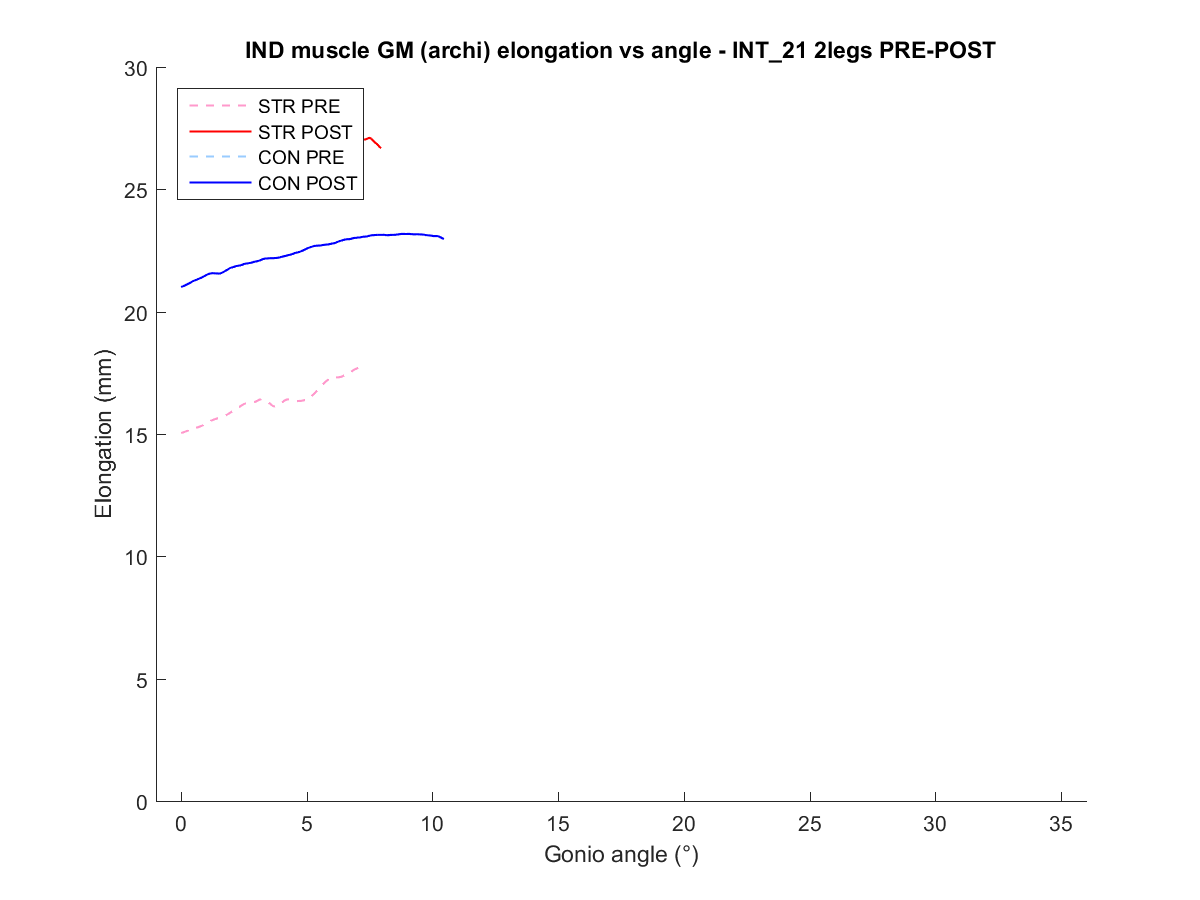 IND muscle GM (archi) elongation vs angle - INT_21 2legs PRE-POST
30
25
20
15
10
5
0
STR PRE
STR POST
CON PRE
CON POST
Elongation (mm)
0 5 10 15 20 25 30 35
Gonio angle (°)